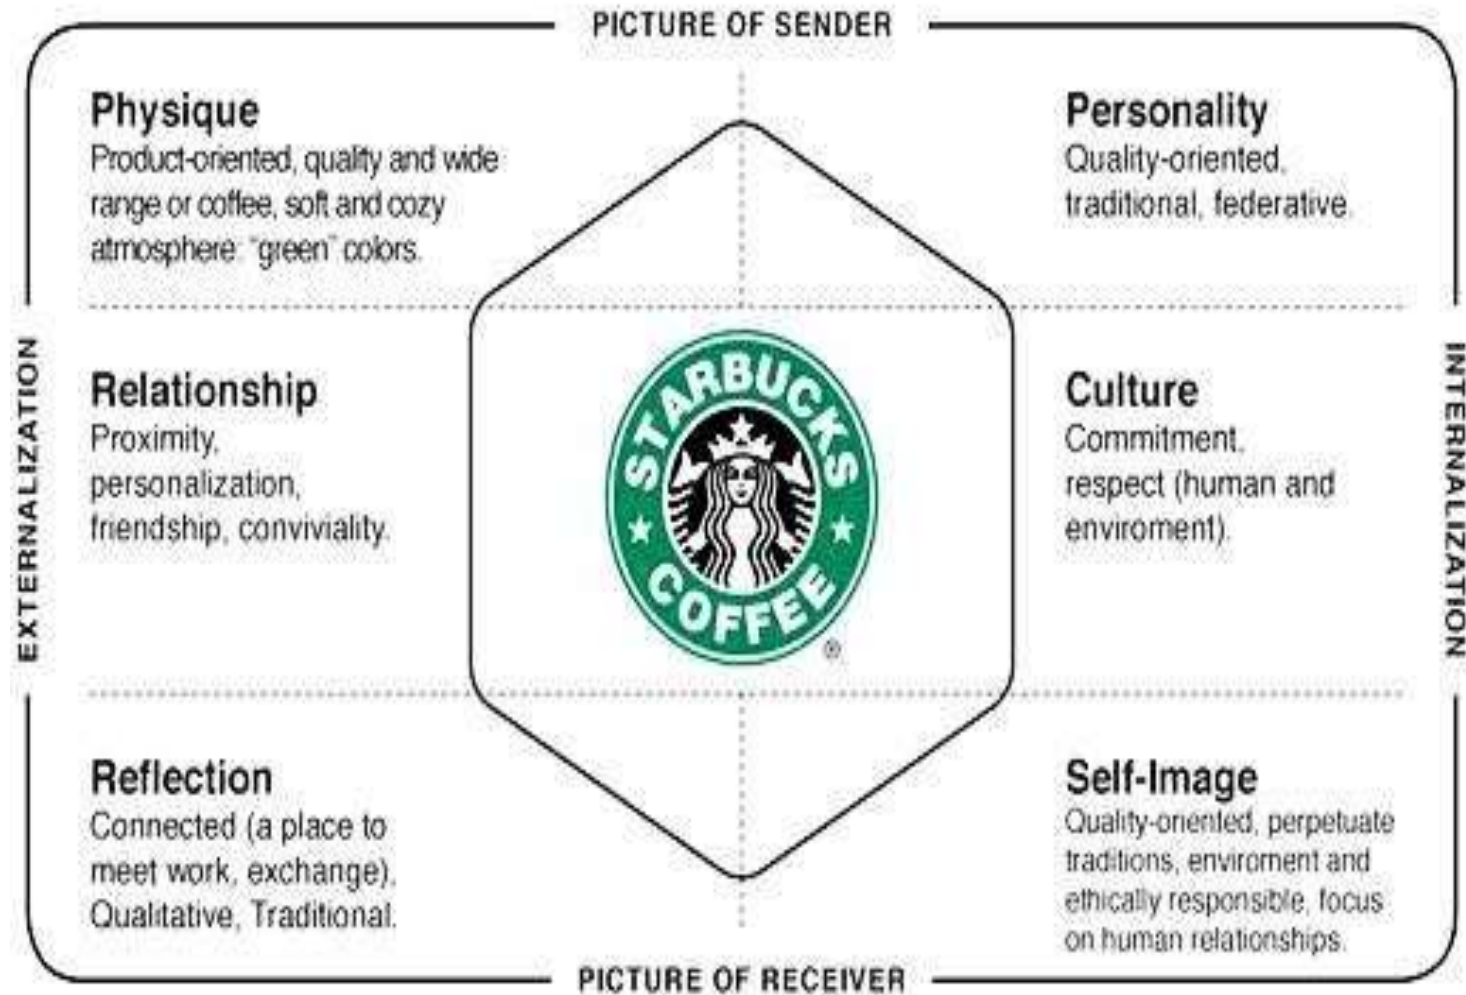 PICTURE OF SENDER
Physique
Product-oriented, quality and wide
range or coffee, soft and cozy
atmosphere: "green" colors.
Personality
Quality-oriented,
traditional, federative.
EXTERNALIZATION
Relationship
Proximity,
personalization,
friendship, conviviality.
STARBUCKS
COFFEE
®
Culture
Commitment,
respect (human and
enviroment).
INTERNALIZATION
Reflection
Connected (a place to
meet work, exchange),
Qualitative, Traditional.
Self-Image
Quality-oriented, perpetuate
traditions, enviroment and
ethically responsible, focus
on human relationships.
PICTURE OF RECEIVER